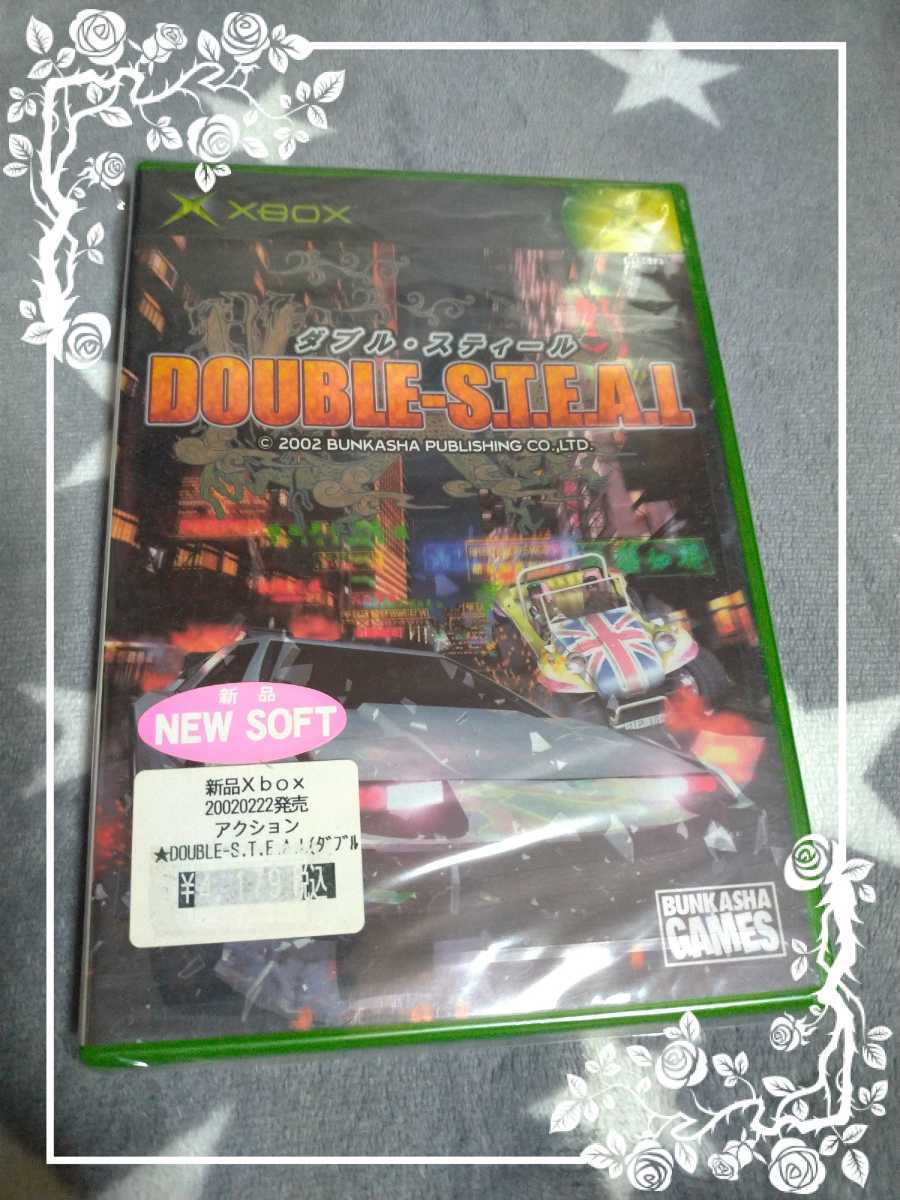 XBOX
ダブル・スティール
DOUBLE-S.T.E.A.L
© 2002 BUNKASHA PUBLISHING CO.,LTD.
新品
NEW SOFT
新品Xbox
20020222発売
アクション
★DOUBLE-S.T.E.A.L(ダブル
税込
BUNKASHA
GAMES